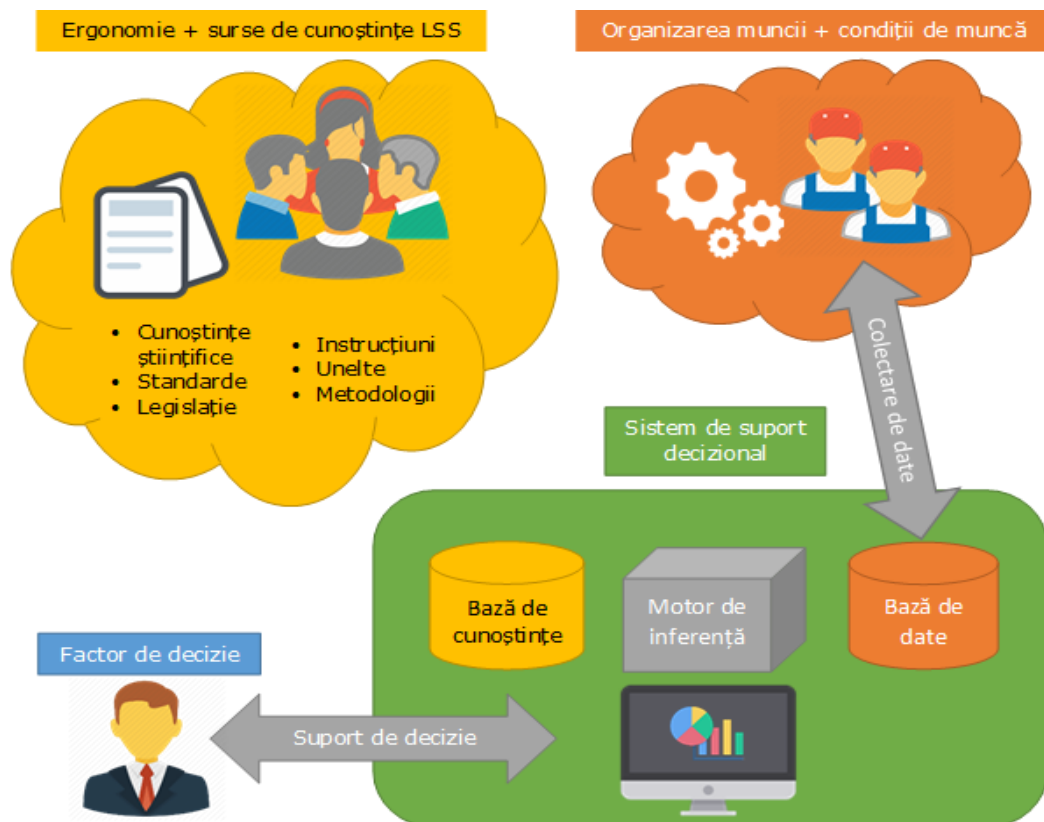 Ergonomie + surse de cunoștințe LSS
Organizarea muncii + condiții de muncă
• Cunoștințe
științifice
• Standarde
• Legislație
• Instrucțiuni
• Unelte
• Metodologii
Colectare de date
Sistem de suport
decizional
Bază de
cunoștințe
Motor de
inferență
Bază de
date
Factor de decizie
Suport de decizie